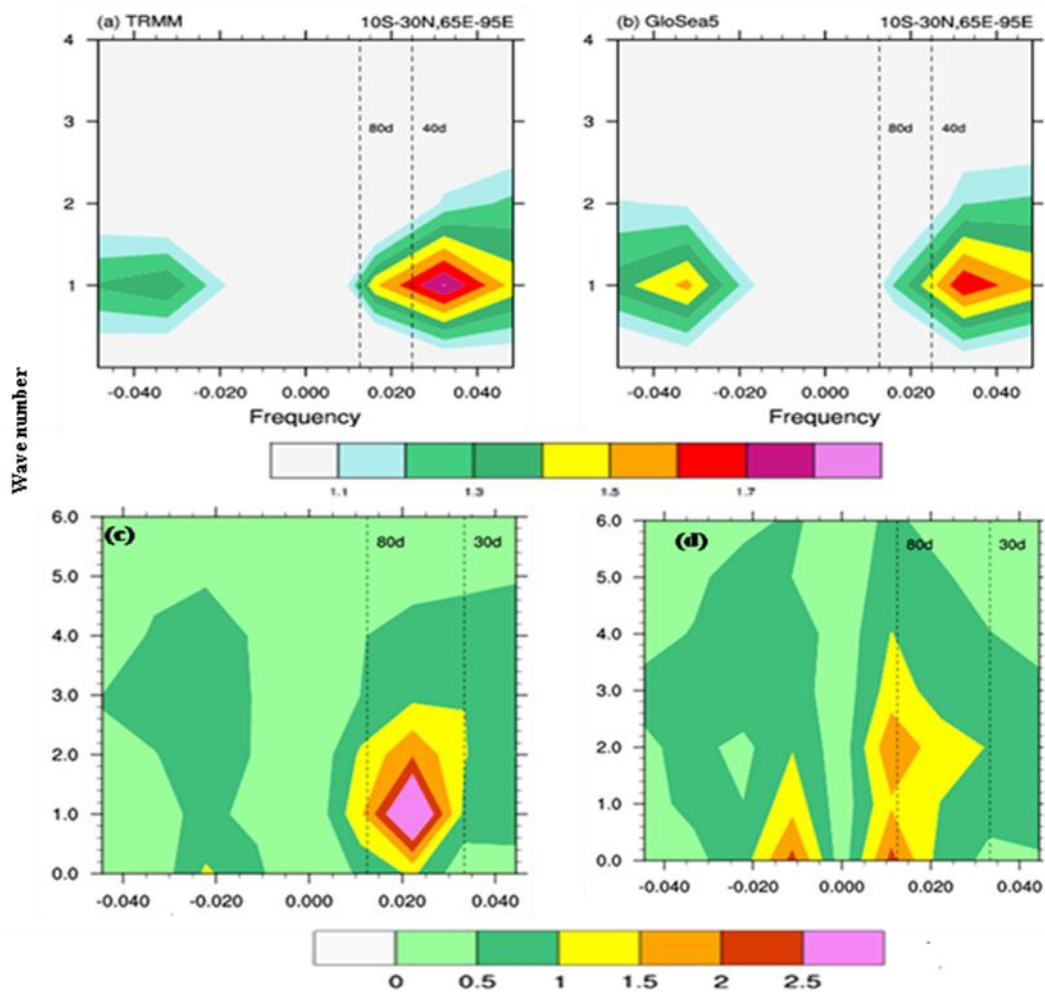 (a) TRMM 10S-30N,65E-95E
(b) GloSea5 10S-30N,65E-95E
4
3
2
1
80d
40d
-0.040 -0.020 0.000 0.020 0.040
Frequency
4
3
2
1
80d
40d
-0.040 -0.020 0.000 0.020 0.040
Frequency
Wave number
1.1 1.3 1.5 1.7
(c)
6.0
5.0
4.0
3.0
2.0
1.0
0.0
80d
30d
-0.040 -0.020 0.000 0.020 0.040
(d)
6.0
5.0
4.0
3.0
2.0
1.0
0.0
80d
30d
-0.040 -0.020 0.000 0.020 0.040
0 0.5 1 1.5 2 2.5